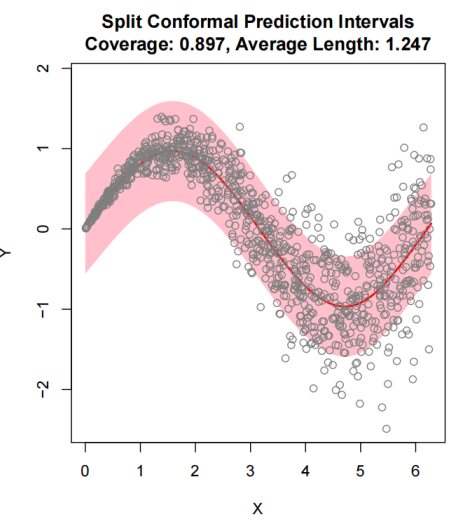 Split Conformal Prediction Intervals
Coverage: 0.897, Average Length: 1.247
2
1
0
−1
−2
Y
0 1 2 3 4 5 6
X